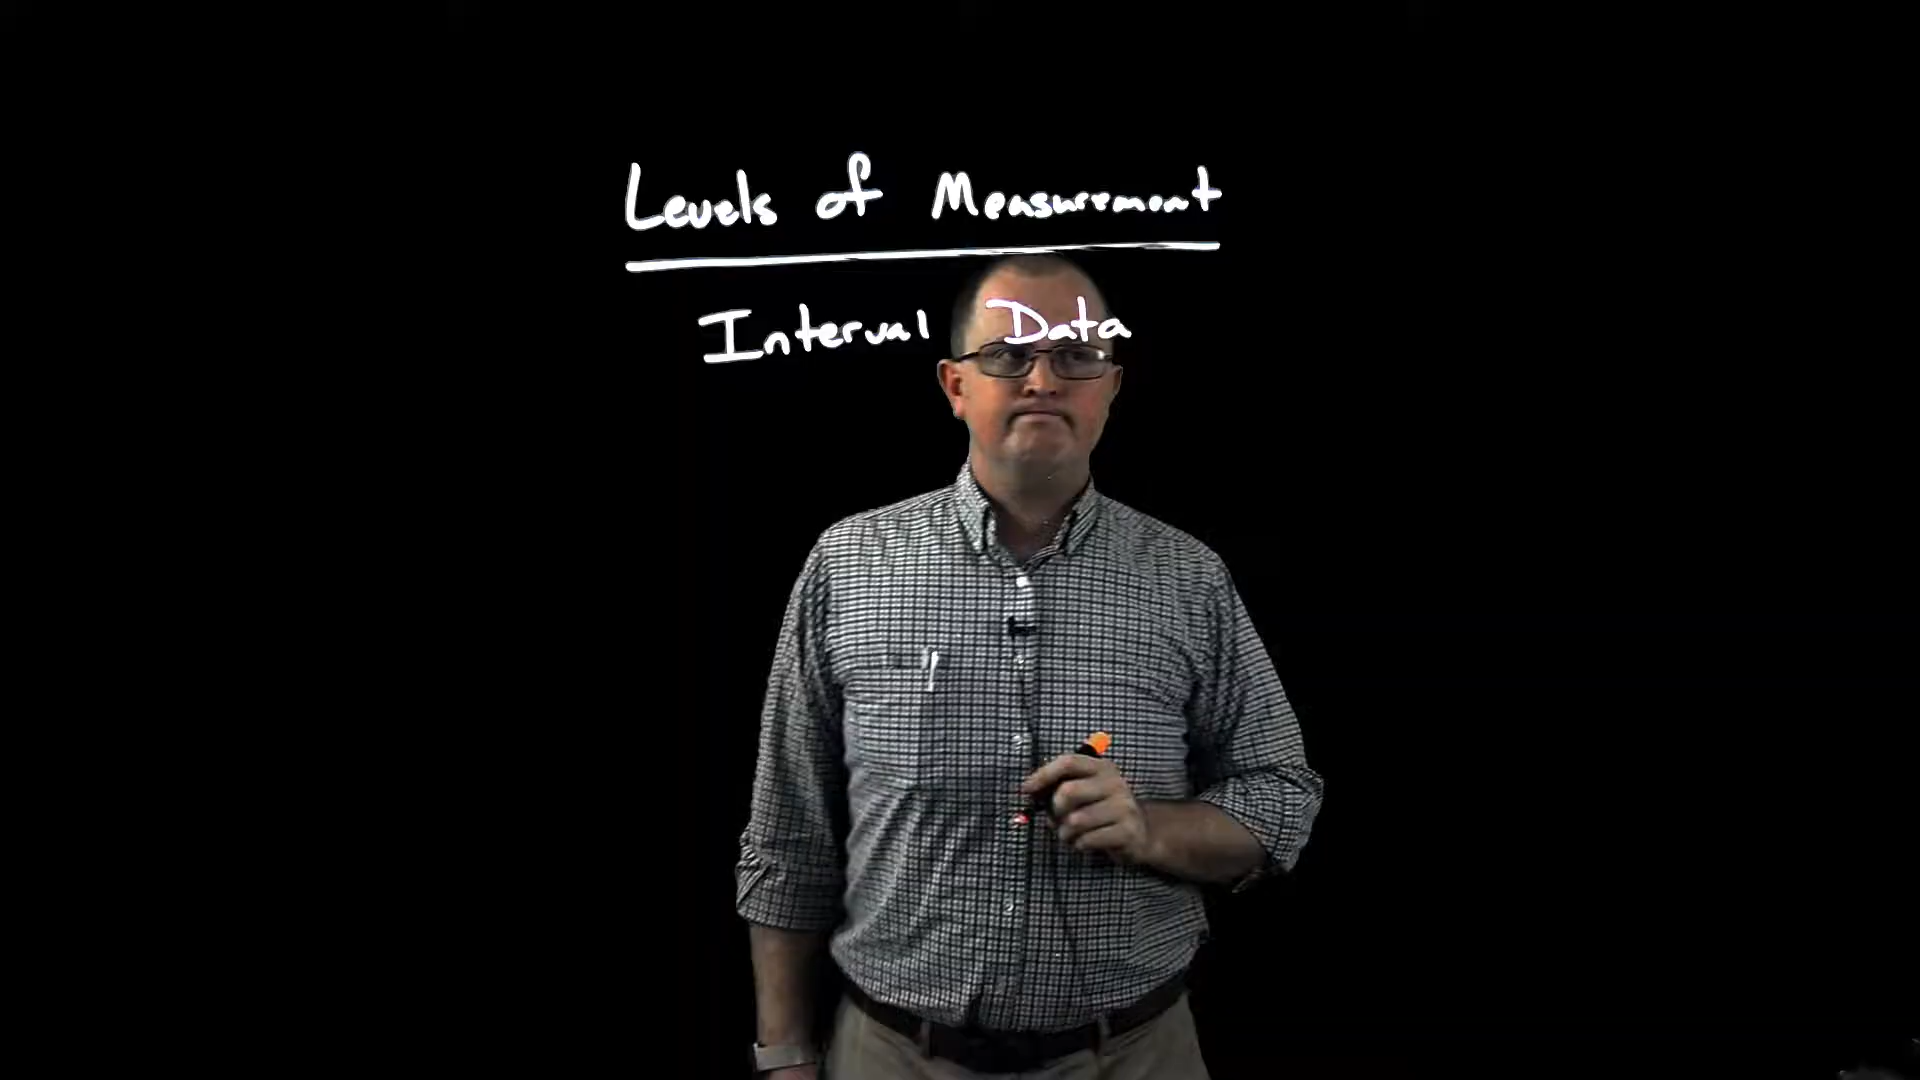 Levels of Measurement
Interval Data